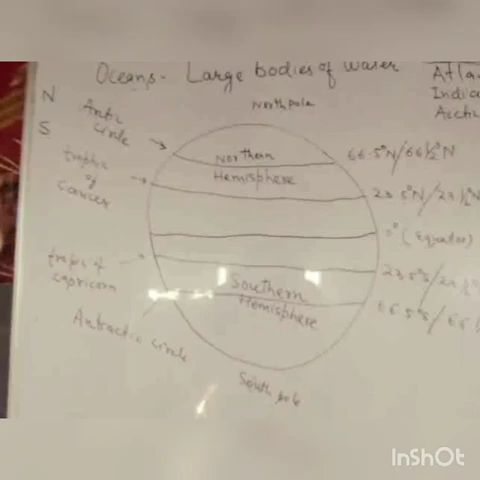 Oceans - Large bodies of water
Atla
India
Arctic
North pole
N
S
Arctic
circle
66.5°N/66½°N
Northern
Hemisphere
tropic
of
cancer
23.5°N/23½°N
0° (Equator)
tropic of
capricorn
23.5°S/23½°S
Southern
Hemisphere
66.5°S/66½
Antarctic circle
South pole
InShOt